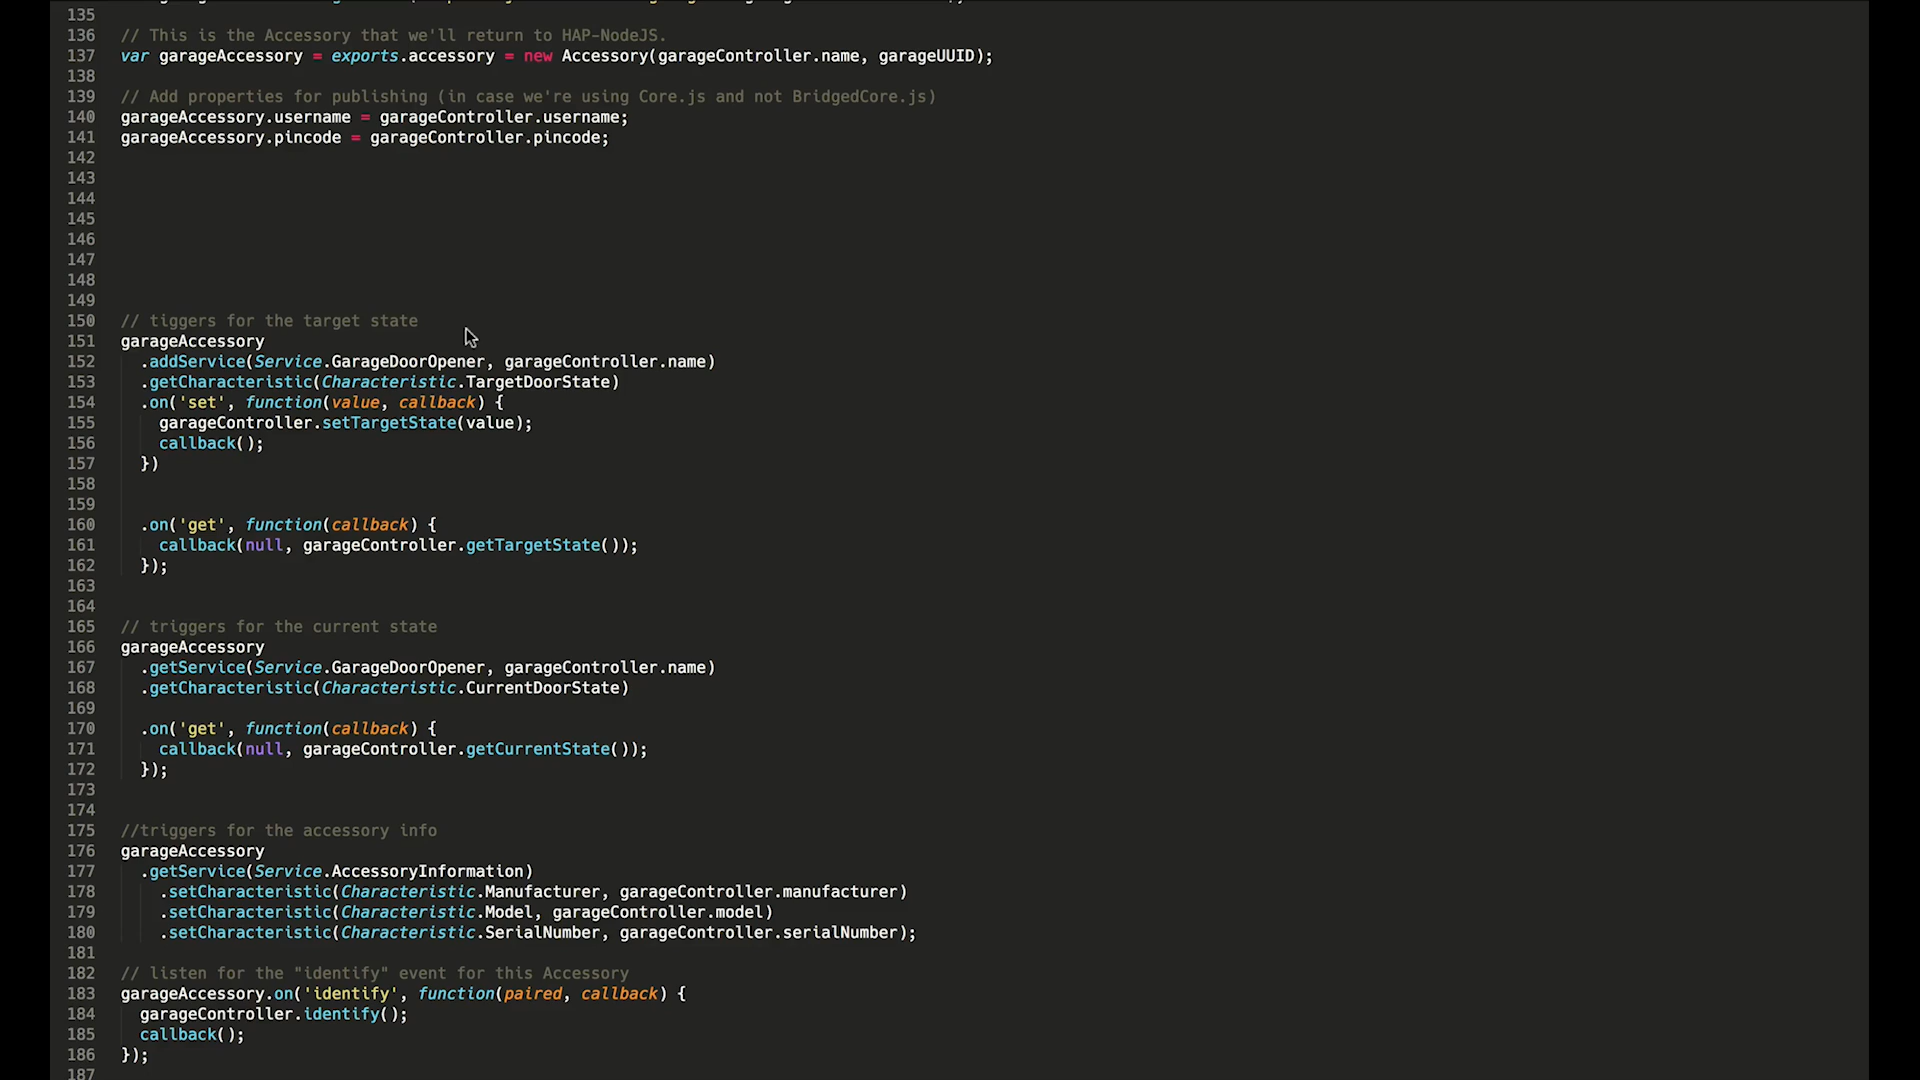 135
136 // This is the Accessory that we'll return to HAP-NodeJS.
137 var garageAccessory = exports.accessory = new Accessory(garageController.name, garageUUID);
138
139 // Add properties for publishing (in case we're using Core.js and not BridgedCore.js)
140 garageAccessory.username = garageController.username;
141 garageAccessory.pincode = garageController.pincode;
142
143
144
145
146
147
148
149
150 // tiggers for the target state
151 garageAccessory
152   .addService(Service.GarageDoorOpener, garageController.name)
153   .getCharacteristic(Characteristic.TargetDoorState)
154   .on('set', function(value, callback) {
155     garageController.setTargetState(value);
156     callback();
157   })
158
159
160   .on('get', function(callback) {
161     callback(null, garageController.getTargetState());
162   });
163
164
165 // triggers for the current state
166 garageAccessory
167   .getService(Service.GarageDoorOpener, garageController.name)
168   .getCharacteristic(Characteristic.CurrentDoorState)
169
170   .on('get', function(callback) {
171     callback(null, garageController.getCurrentState());
172   });
173
174
175 //triggers for the accessory info
176 garageAccessory
177   .getService(Service.AccessoryInformation)
178     .setCharacteristic(Characteristic.Manufacturer, garageController.manufacturer)
179     .setCharacteristic(Characteristic.Model, garageController.model)
180     .setCharacteristic(Characteristic.SerialNumber, garageController.serialNumber);
181
182 // listen for the "identify" event for this Accessory
183 garageAccessory.on('identify', function(paired, callback) {
184   garageController.identify();
185   callback();
186 });
187